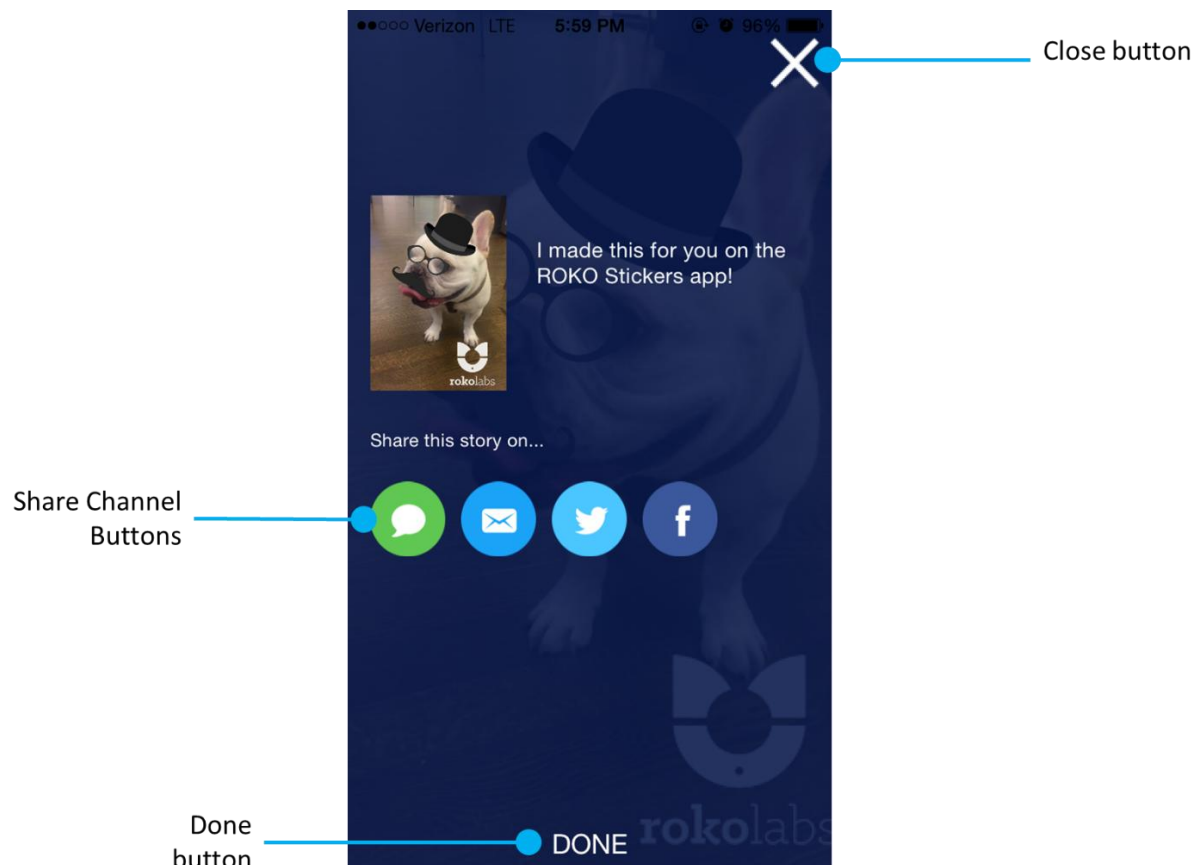 Verizon LTE 5:59 PM 96%
Close button
I made this for you on the
ROKO Stickers app!
rokolabs
Share this story on...
Share Channel
Buttons
f
rokolabs
Done
button
DONE